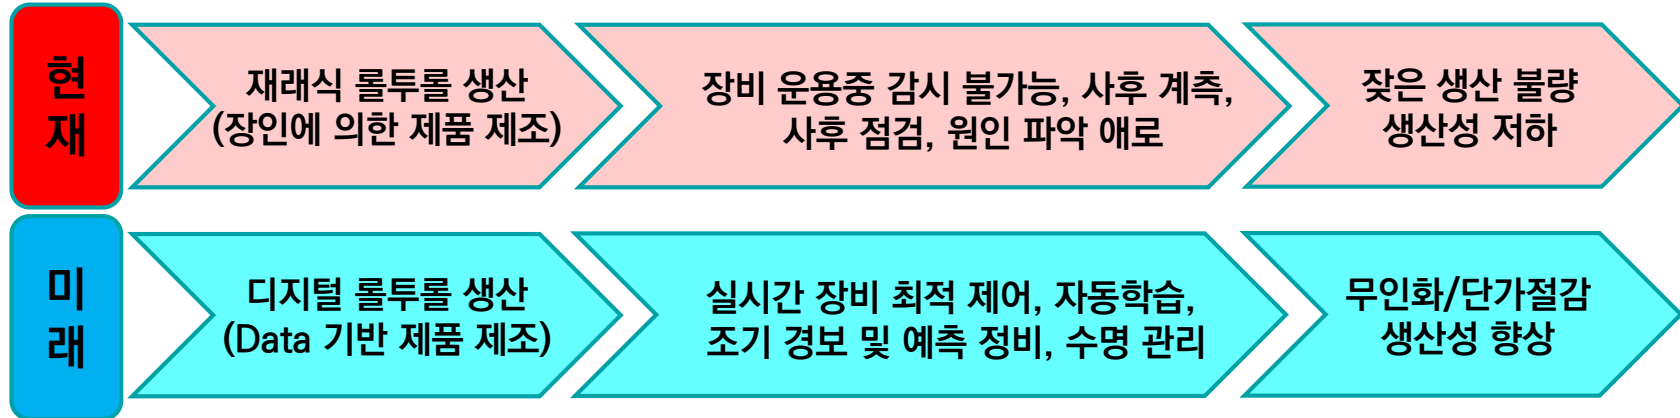 현
재
재래식 롤투롤 생산
(장인에 의한 제품 제조)
장비 운용중 감시 불가능, 사후 계측,
사후 점검, 원인 파악 애로
잦은 생산 불량
생산성 저하
미
래
디지털 롤투롤 생산
(Data 기반 제품 제조)
실시간 장비 최적 제어, 자동학습,
조기 경보 및 예측 정비, 수명 관리
무인화/단가절감
생산성 향상